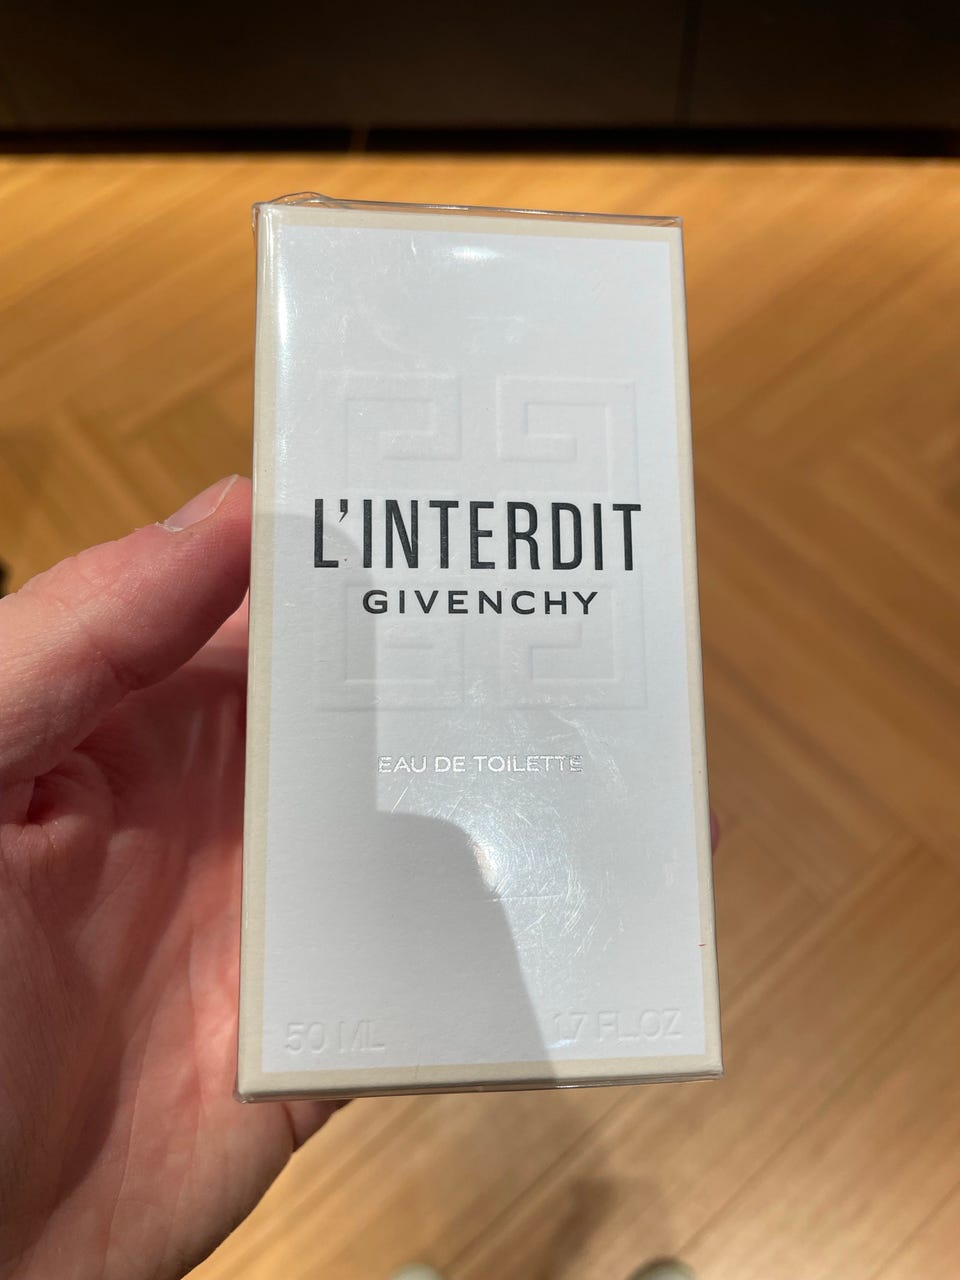 L'INTERDIT
GIVENCHY
EAU DE TOILETTE
50 ML 1.7 FL.OZ